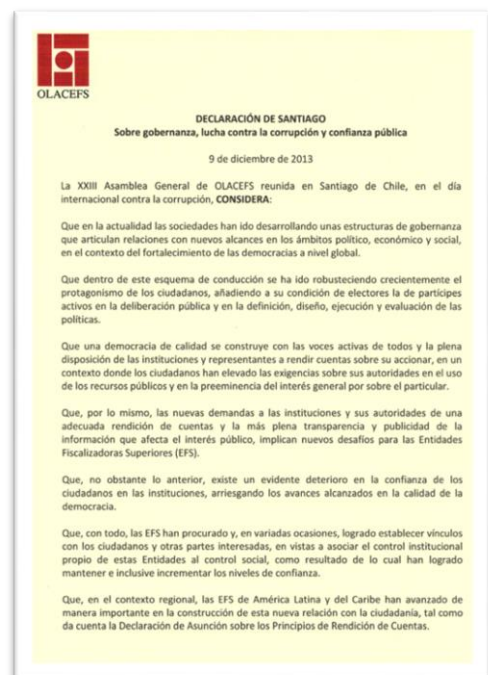 OLACEFS
DECLARACIÓN DE SANTIAGO
Sobre gobernanza, lucha contra la corrupción y confianza pública
9 de diciembre de 2013
La XXIII Asamblea General de OLACEFS reunida en Santiago de Chile, en el día
internacional contra la corrupción, CONSIDERA:
Que en la actualidad las sociedades han ido desarrollando unas estructuras de gobernanza
que articulan relaciones con nuevos alcances en los ámbitos político, económico y social,
en el contexto del fortalecimiento de las democracias a nivel global.
Que dentro de este esquema de conducción se ha ido robusteciendo crecientemente el
protagonismo de los ciudadanos, añadiendo a su condición de electores la de partícipes
activos en la deliberación pública y en la definición, diseño, ejecución y evaluación de las
políticas.
Que una democracia de calidad se construye con las voces activas de todos y la plena
disposición de las instituciones y representantes a rendir cuentas sobre su accionar, en un
contexto donde los ciudadanos han elevado las exigencias sobre sus autoridades en el uso
de los recursos públicos y en la preeminencia del interés general por sobre el particular.
Que, por lo mismo, las nuevas demandas a las instituciones y sus autoridades de una
adecuada rendición de cuentas y la más plena transparencia y publicidad de la
información que afecta el interés público, implican nuevos desafíos para las Entidades
Fiscalizadoras Superiores (EFS).
Que, no obstante lo anterior, existe un evidente deterioro en la confianza de los
ciudadanos en las instituciones, arriesgando los avances alcanzados en la calidad de la
democracia.
Que, con todo, las EFS han procurado y, en variadas ocasiones, logrado establecer vínculos
con los ciudadanos y otras partes interesadas, en vistas a asociar el control institucional
propio de estas Entidades al control social, como resultado de lo cual han logrado
mantener e inclusive incrementar los niveles de confianza.
Que, en el contexto regional, las EFS de América Latina y del Caribe han avanzado de
manera importante en la construcción de esta nueva relación con la ciudadanía, tal como
da cuenta la Declaración de Asunción sobre los Principios de Rendición de Cuentas.